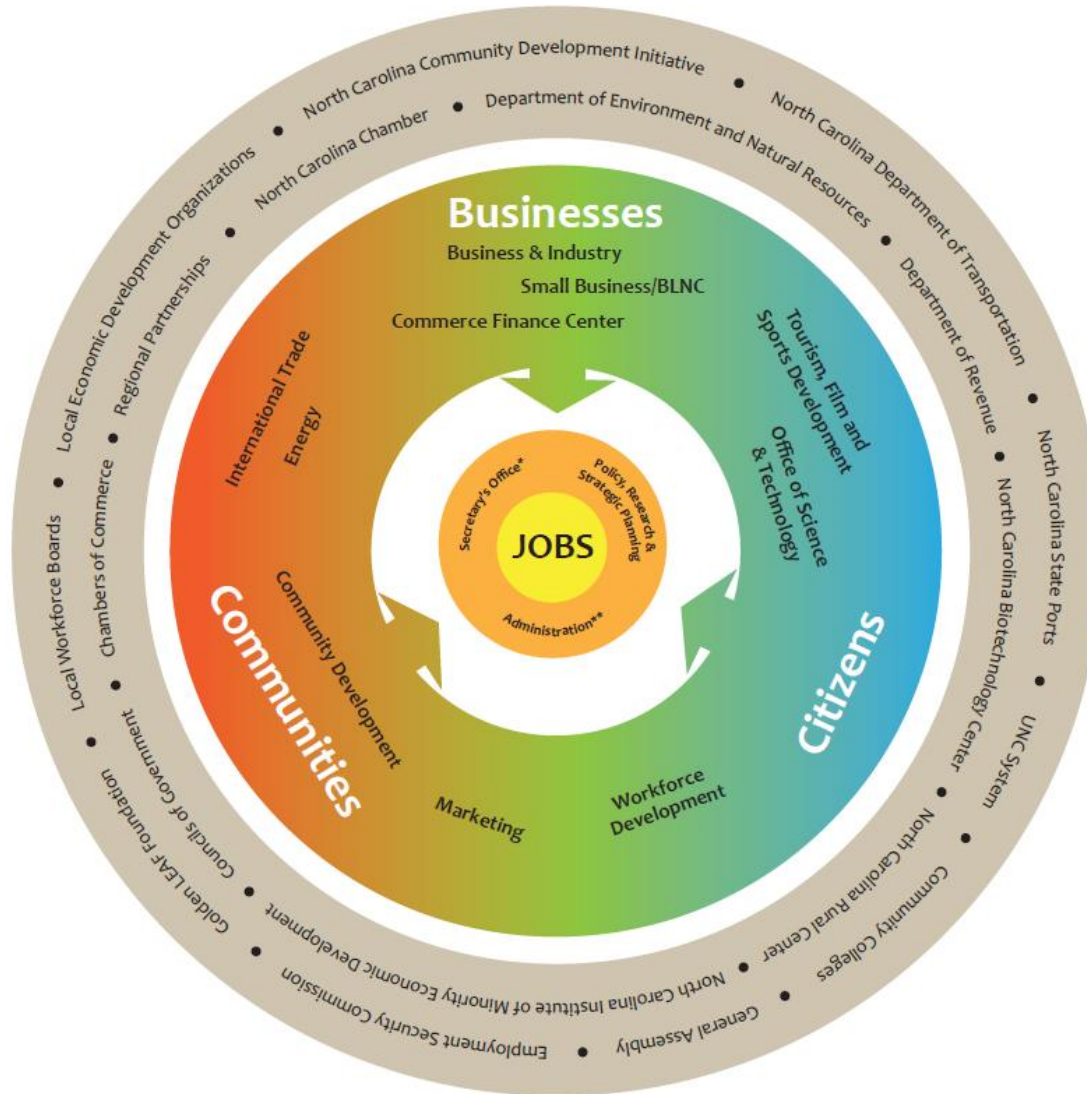 North Carolina Community Development Initiative
North Carolina Department of Transportation
North Carolina State Ports
UNC System
Community Colleges
General Assembly
Employment Security Commission
Golden LEAF Foundation
Local Workforce Boards
Local Economic Development Organizations
North Carolina Chamber
Department of Environment and Natural Resources
Department of Revenue
North Carolina Biotechnology Center
North Carolina Rural Center
North Carolina Institute of Minority Economic Development
Councils of Government
Chambers of Commerce
Regional Partnerships
Businesses
Business & Industry
Small Business/BLNC
Commerce Finance Center
Tourism, Film and
Sports Development
Office of Science
& Technology
Citizens
Workforce
Development
Marketing
Communities
Community Development
International Trade
Energy
Secretary's Office*
Policy, Research &
Strategic Planning
Administration**
JOBS